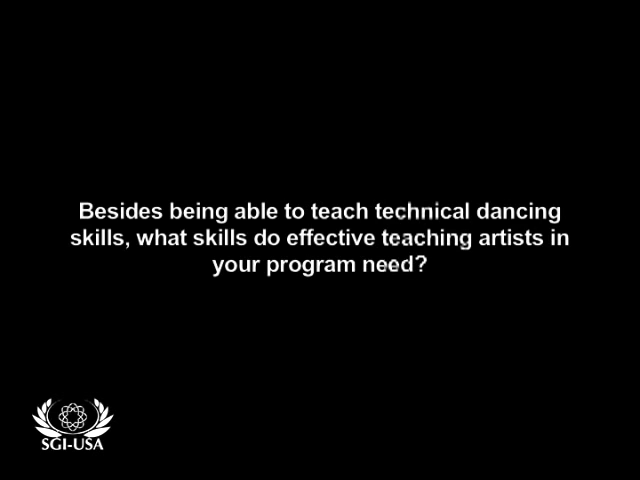 Besides being able to teach technical dancing
skills, what skills do effective teaching artists in
your program need?
SGI-USA